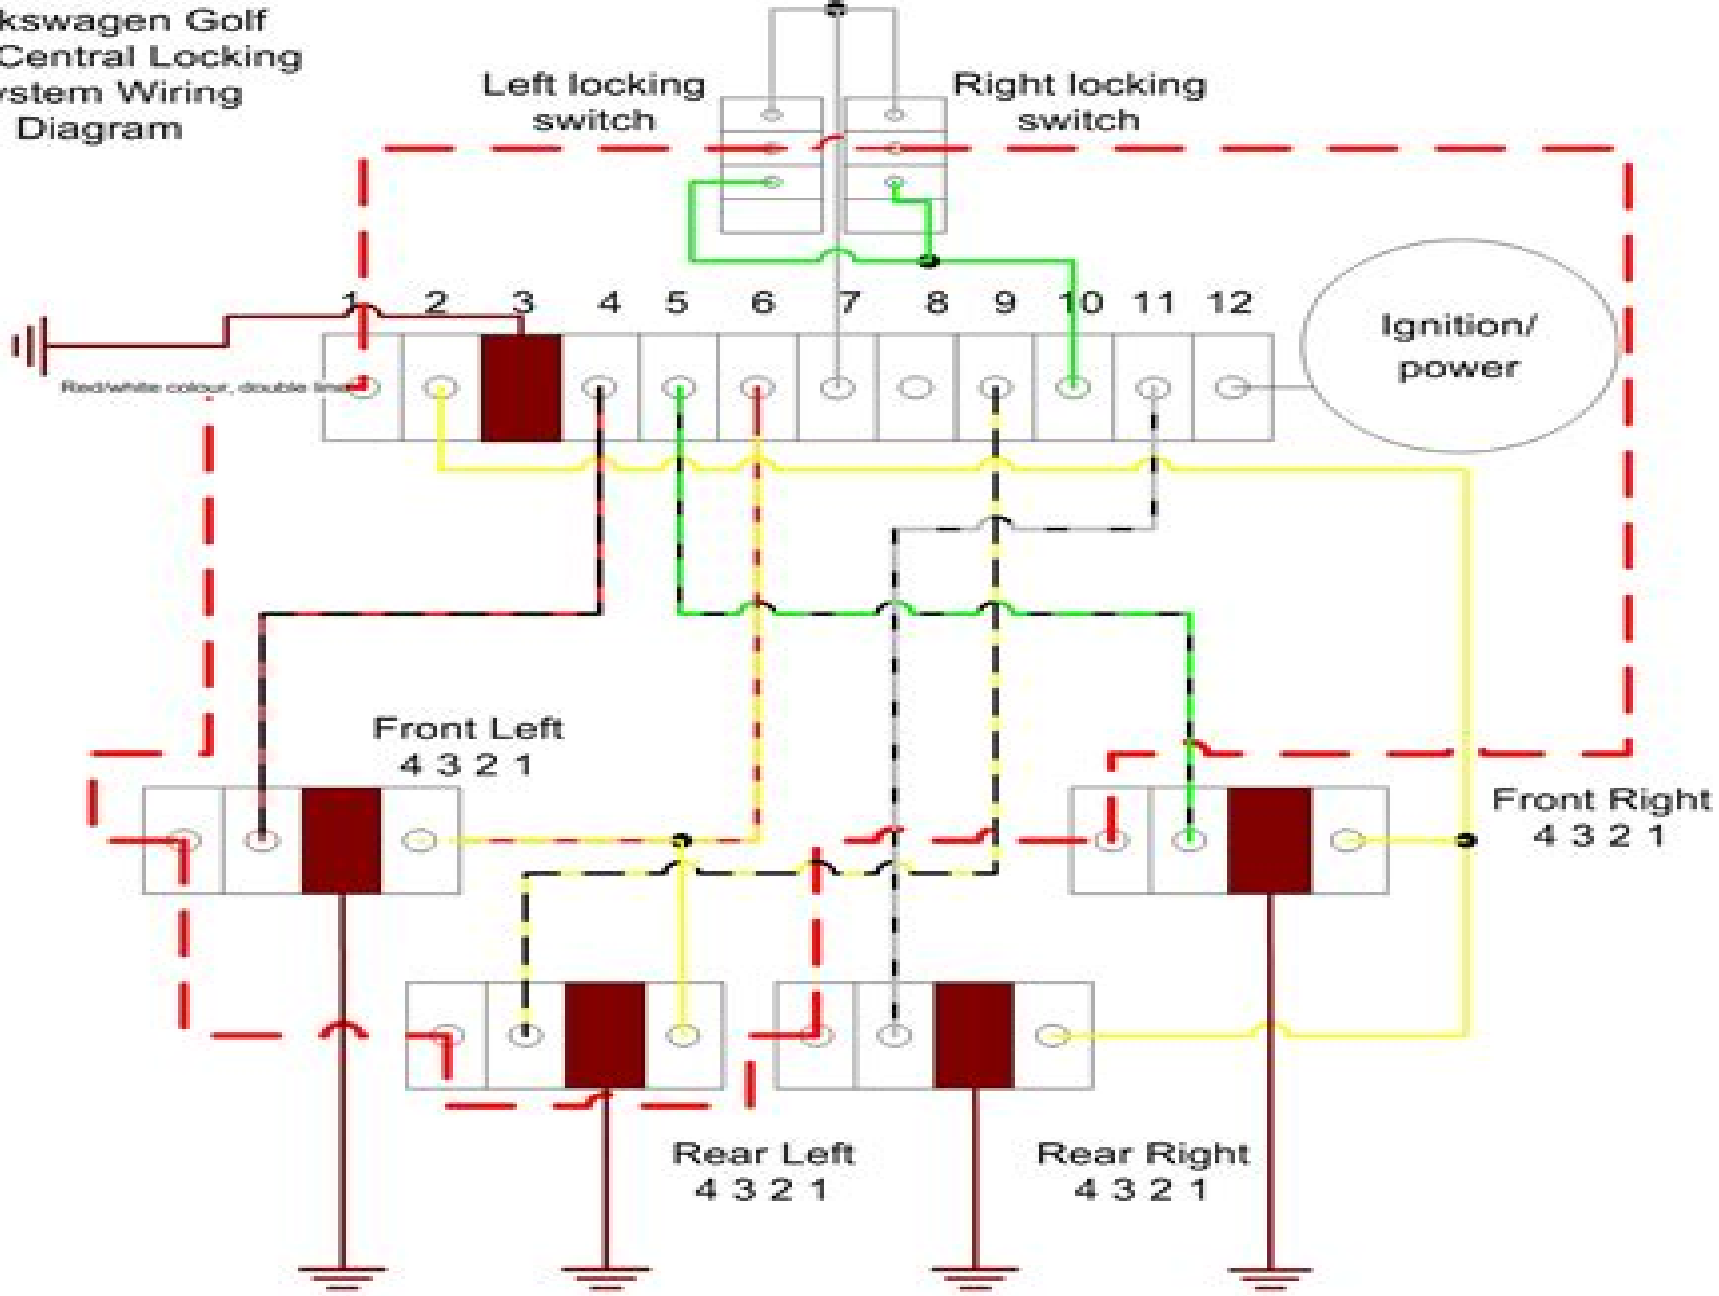 kswagen Golf
Central Locking
stem Wiring
Diagram
Left locking
switch
Right locking
switch
1 2 3 4 5 6 7 8 9 10 11 12
Ignition/
power
Red/white colour, double line
Front Left
4 3 2 1
Front Right
4 3 2 1
Rear Left
4 3 2 1
Rear Right
4 3 2 1